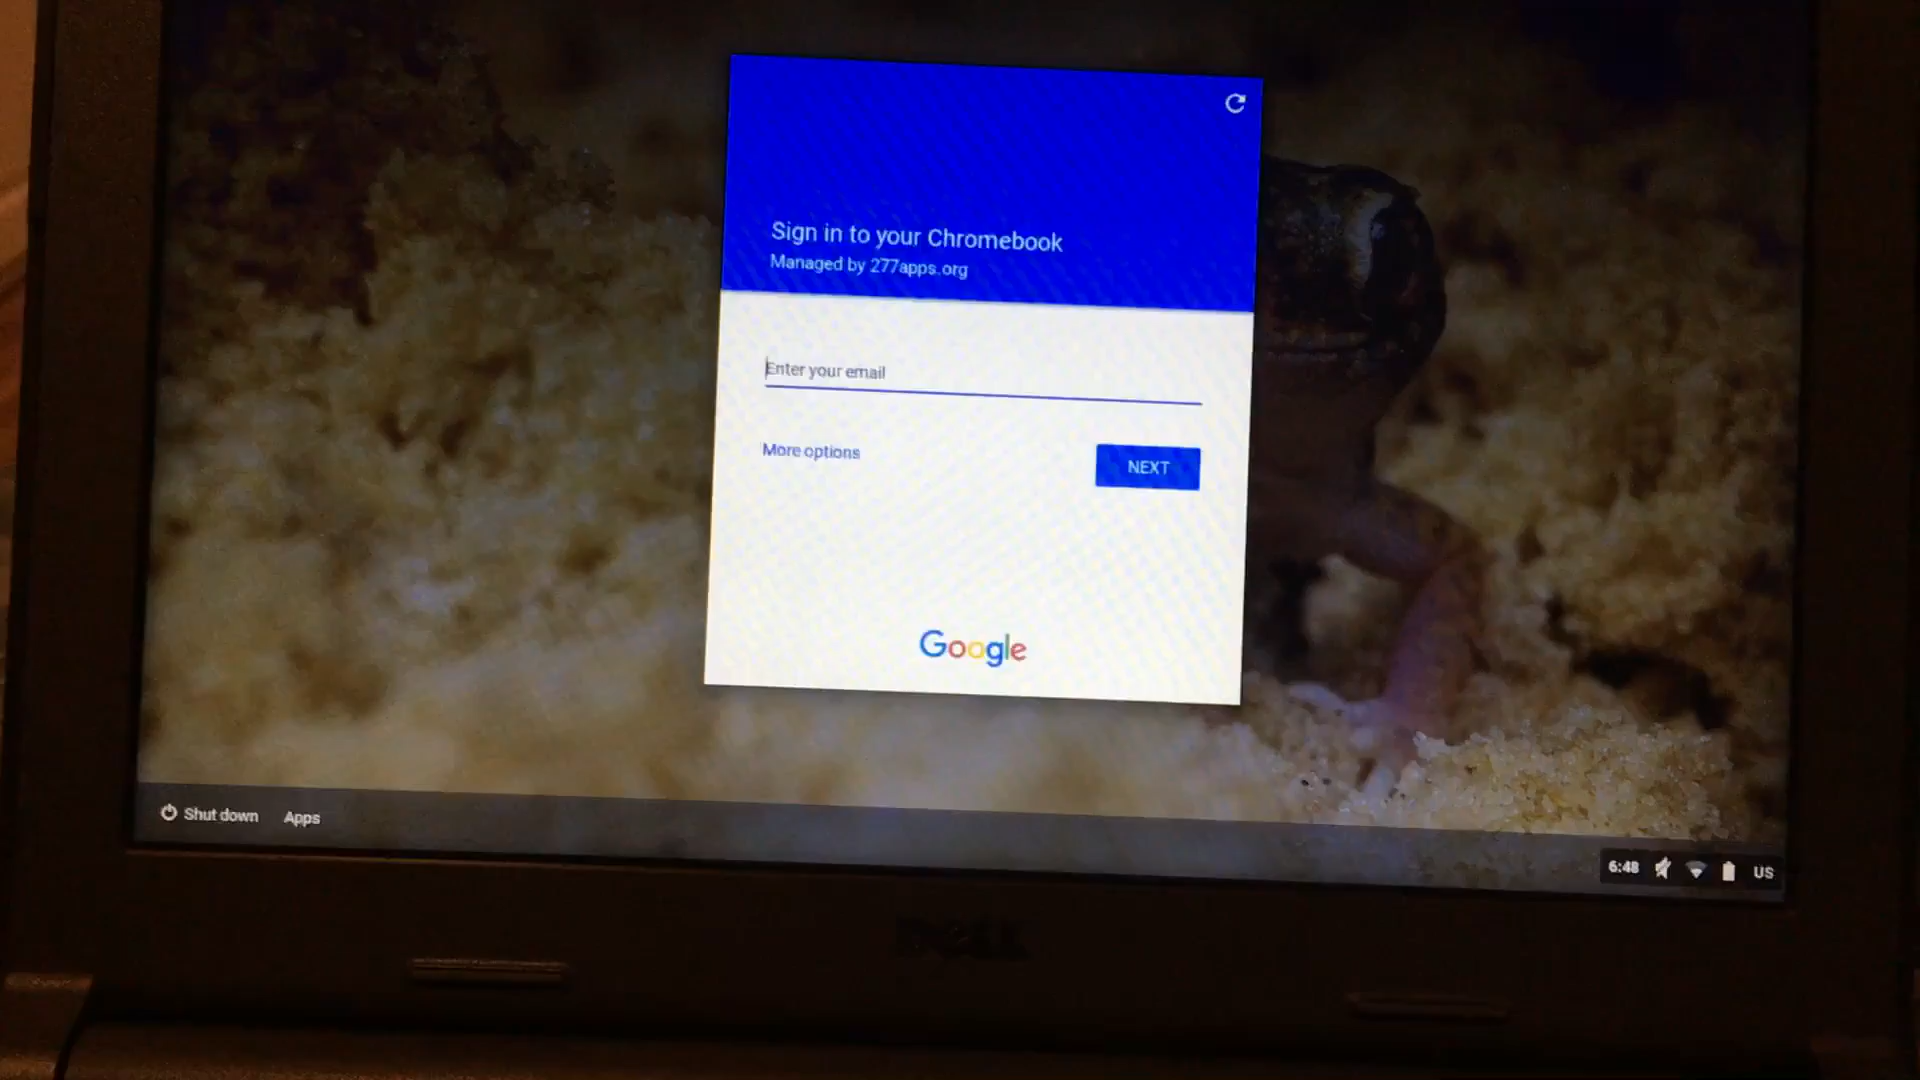 Sign in to your Chromebook
Managed by 277apps.org
Enter your email
More options
NEXT
Google
Shut down
Apps
6:48
US
DELL